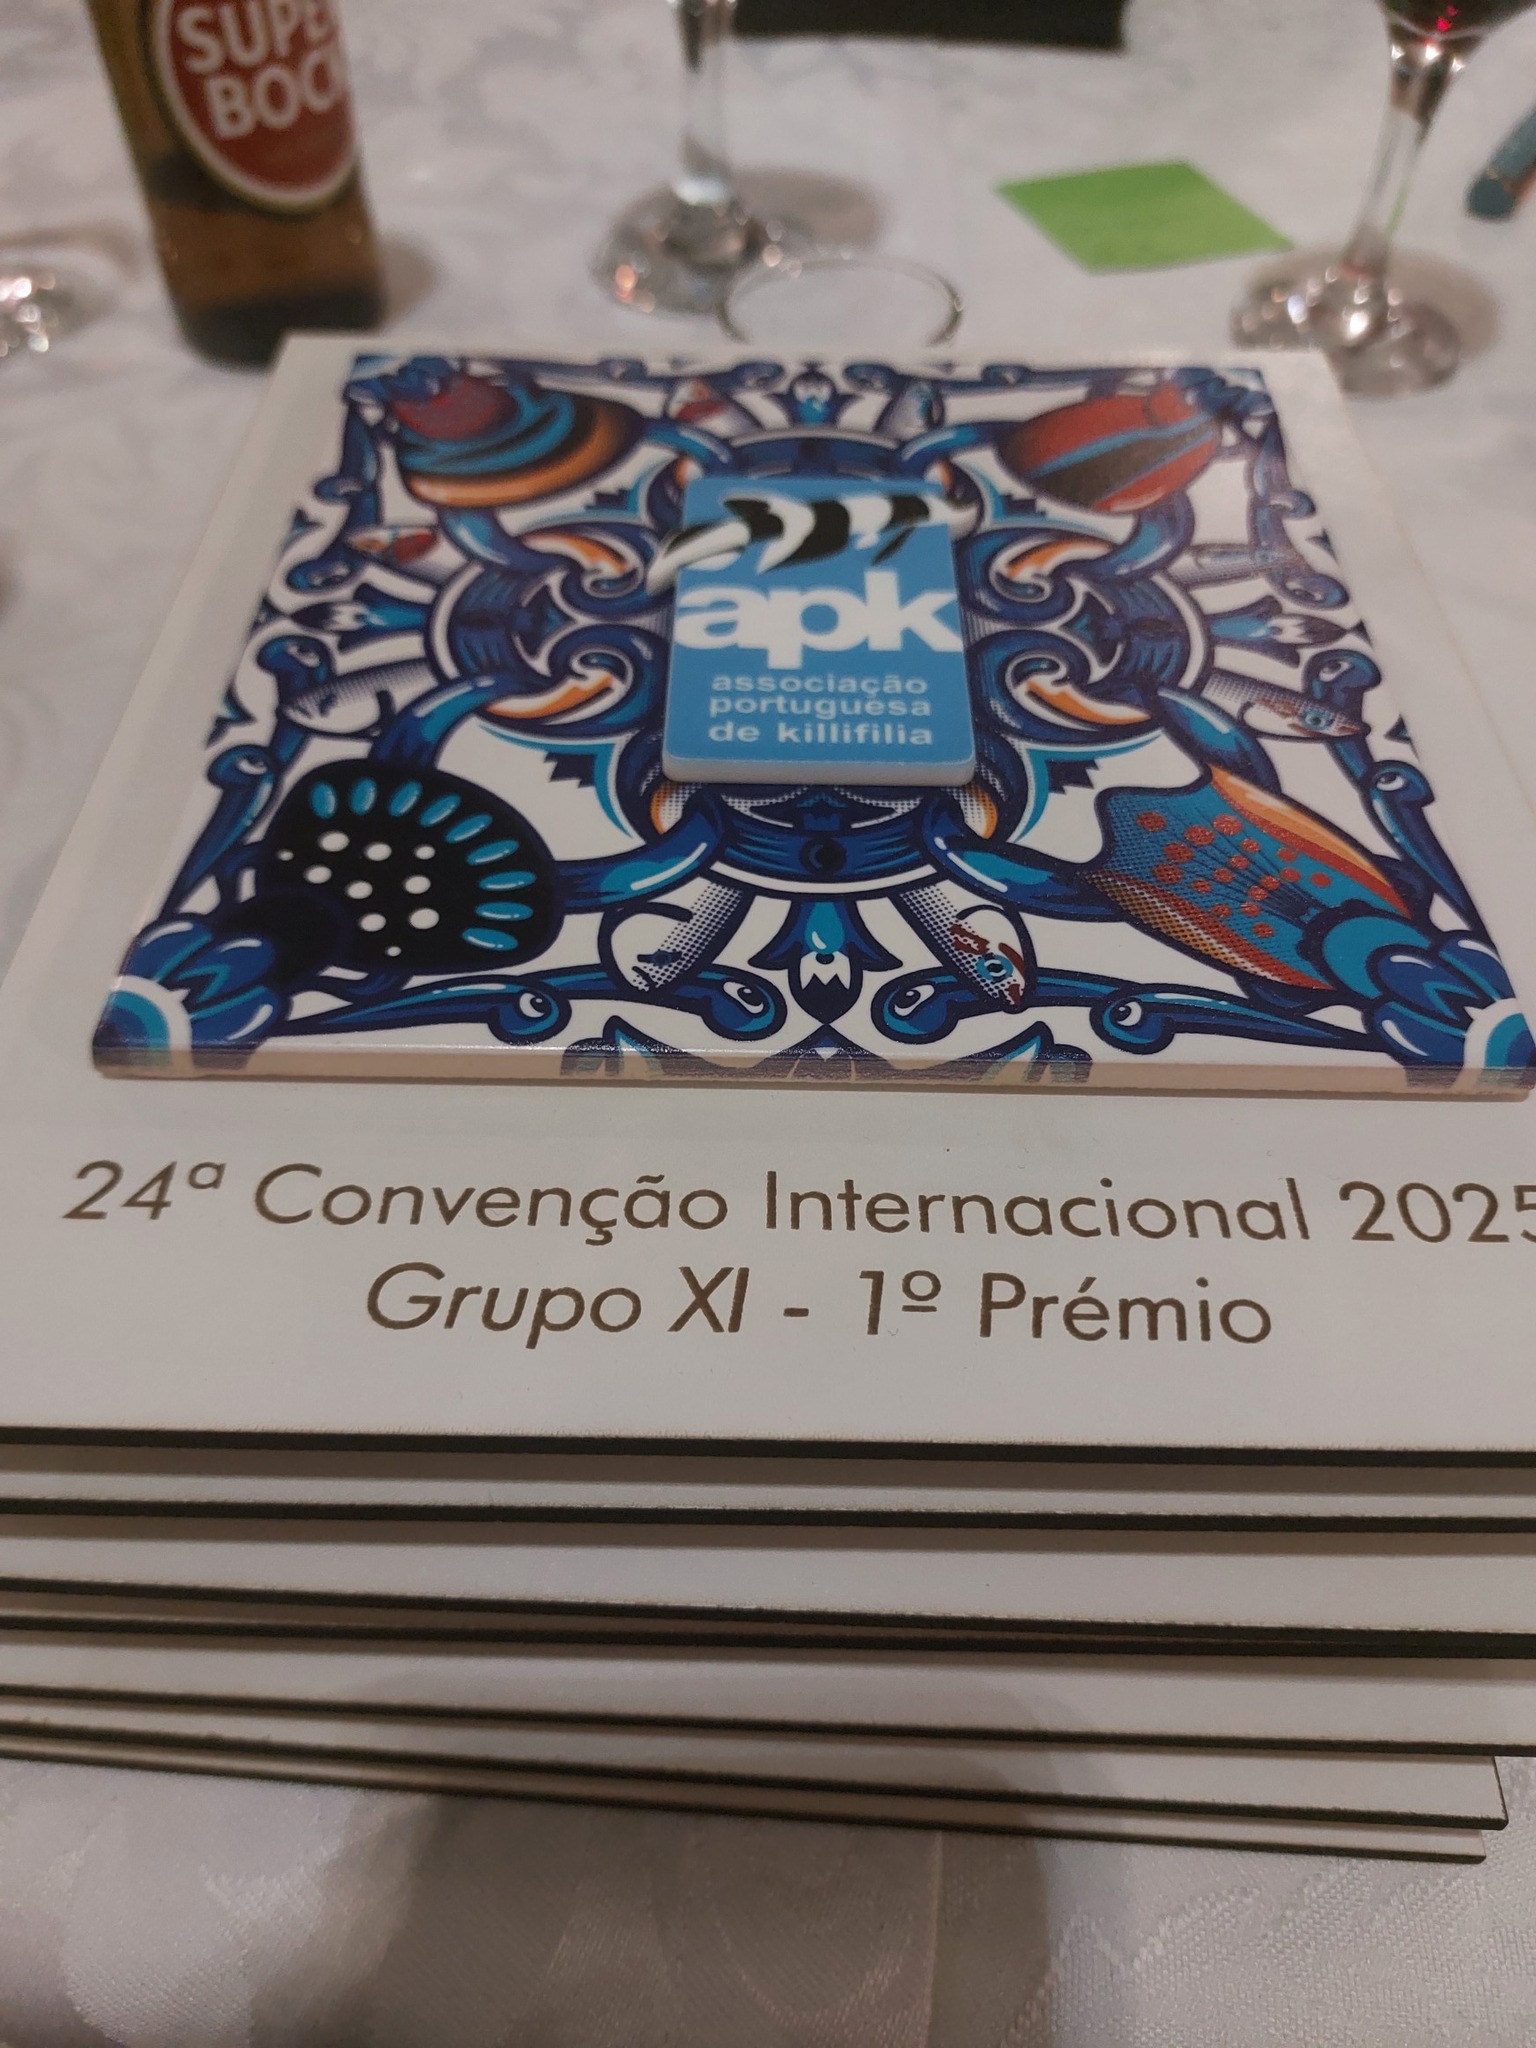 SUPER
BOCK
apk
associação
portuguesa
de killifilia
24ª Convenção Internacional 2025
Grupo XI - 1º Prémio